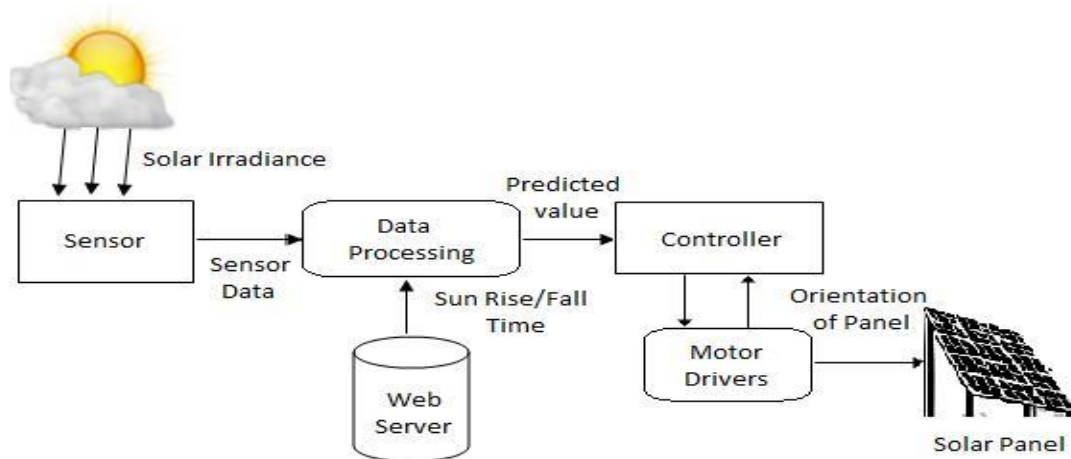 Solar Irradiance
Sensor
Sensor
Data
Data
Processing
Sun Rise/Fall
Time
Web
Server
Predicted
value
Controller
Motor
Drivers
Orientation
of Panel
Solar Panel